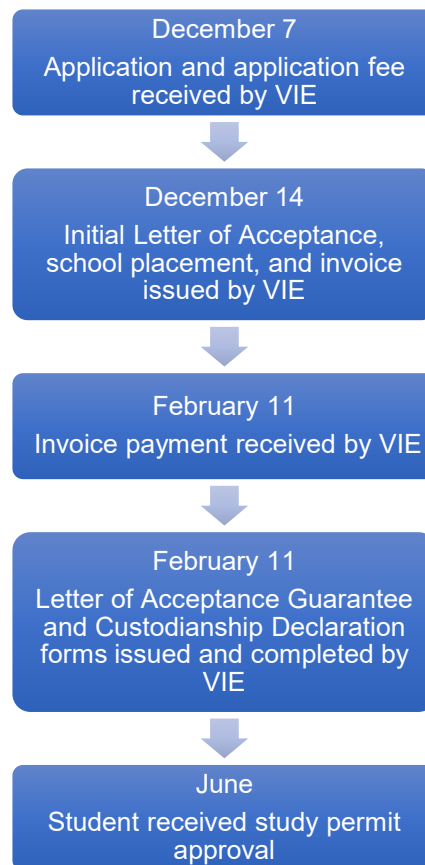 December 7
Application and application fee
received by VIE
December 14
Initial Letter of Acceptance,
school placement, and invoice
issued by VIE
February 11
Invoice payment received by VIE
February 11
Letter of Acceptance Guarantee
and Custodianship Declaration
forms issued and completed by
VIE
June
Student received study permit
approval